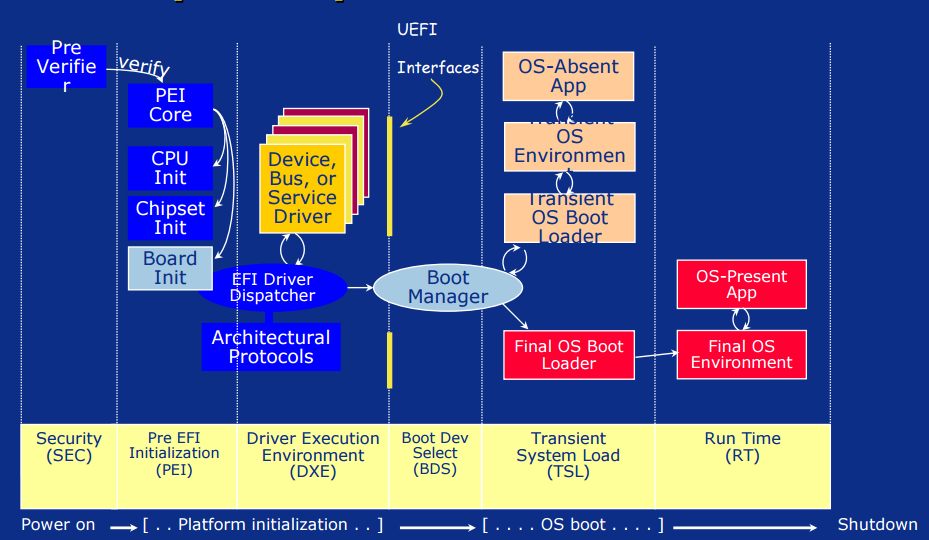 UEFI
Interfaces
Pre
Verifie
r
verify
PEI
Core
CPU
Init
Chipset
Init
Board
Init
Device,
Bus, or
Service
Driver
EFI Driver
Dispatcher
Architectural
Protocols
Boot
Manager
OS-Absent
App
Transient
OS
Environmen
t
Transient
OS Boot
Loader
Final OS Boot
Loader
OS-Present
App
Final OS
Environment
Security
(SEC)
Pre EFI
Initialization
(PEI)
Driver Execution
Environment
(DXE)
Boot Dev
Select
(BDS)
Transient
System Load
(TSL)
Run Time
(RT)
Power on [ . . Platform initialization . . ] [ . . . . OS boot . . . . ] Shutdown